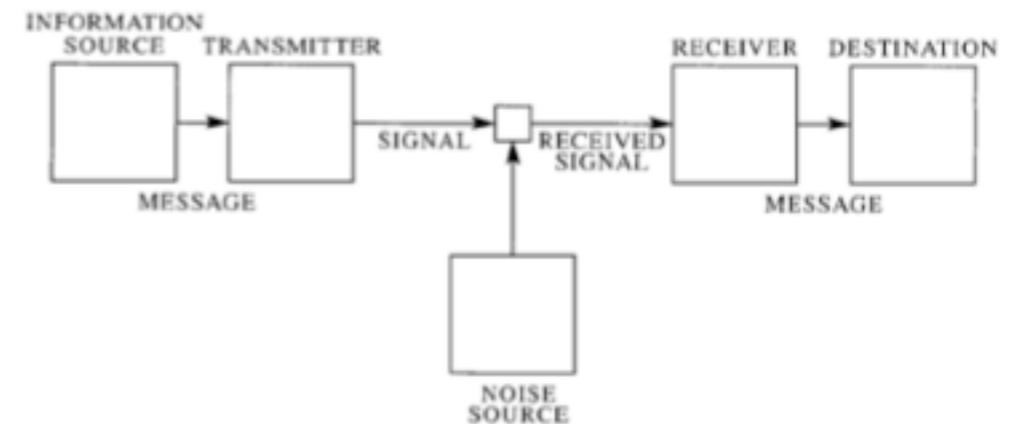 INFORMATION
SOURCE
TRANSMITTER
RECEIVER
DESTINATION
SIGNAL
RECEIVED
SIGNAL
MESSAGE
MESSAGE
NOISE
SOURCE